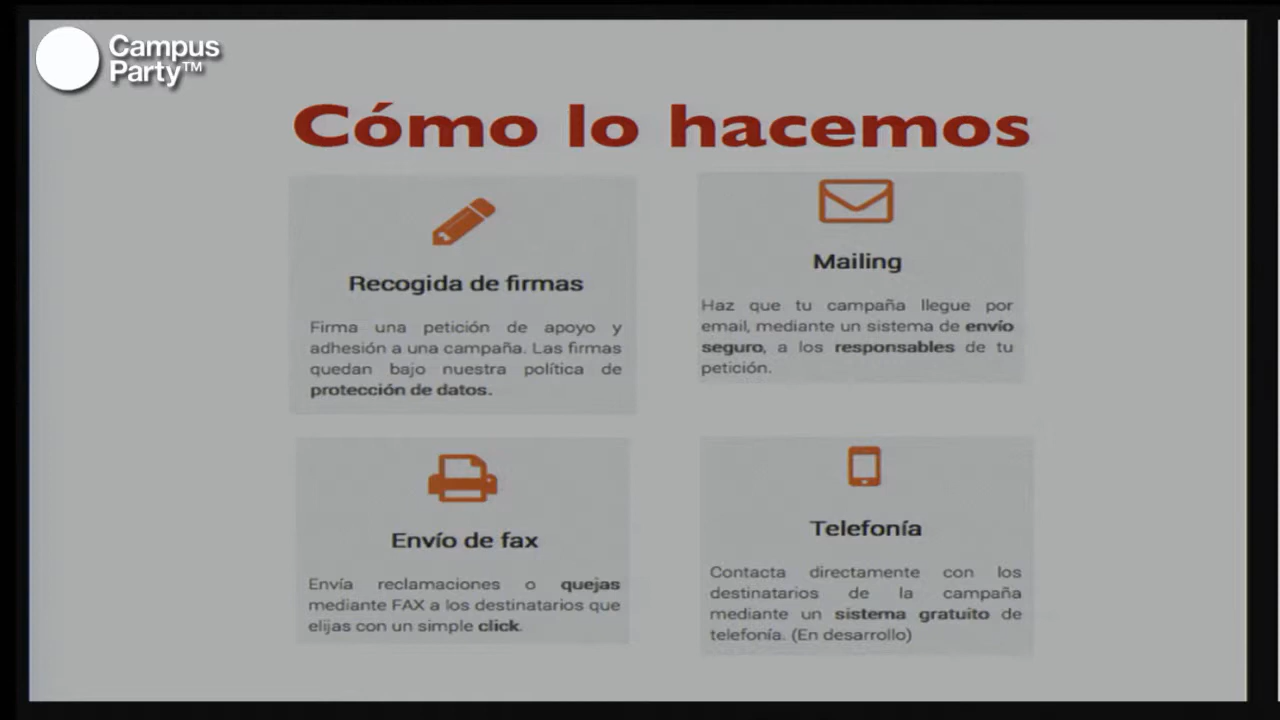 Campus
Party™
Cómo lo hacemos
Recogida de firmas
Firma una petición de apoyo y
adhesión a una campaña. Las firmas
quedan bajo nuestra política de
protección de datos.
Mailing
Haz que tu campaña llegue por
email, mediante un sistema de envío
seguro, a los responsables de tu
petición.
Envío de fax
Envía reclamaciones o quejas
mediante FAX a los destinatarios que
elijas con un simple click.
Telefonía
Contacta directamente con los
destinatarios de la campaña
mediante un sistema gratuito de
telefonía. (En desarrollo)